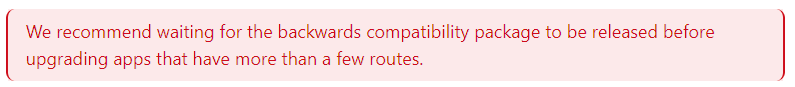 We recommend waiting for the backwards compatibility package to be released before
upgrading apps that have more than a few routes.